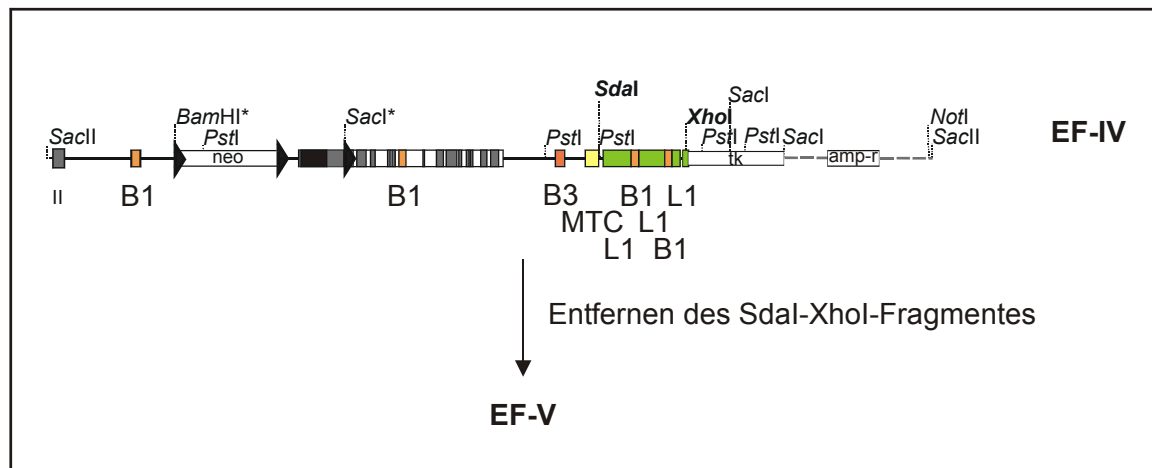 SdaI
SacI
BamHI* SacI* XhoI NotI
SacII PstI PstI PstI PstI PstI SacI SacII
neo tk amp-r
EF-IV
II B1 B1 B3 B1 L1
MTC L1
L1 B1
Entfernen des SdaI-XhoI-Fragmentes
EF-V